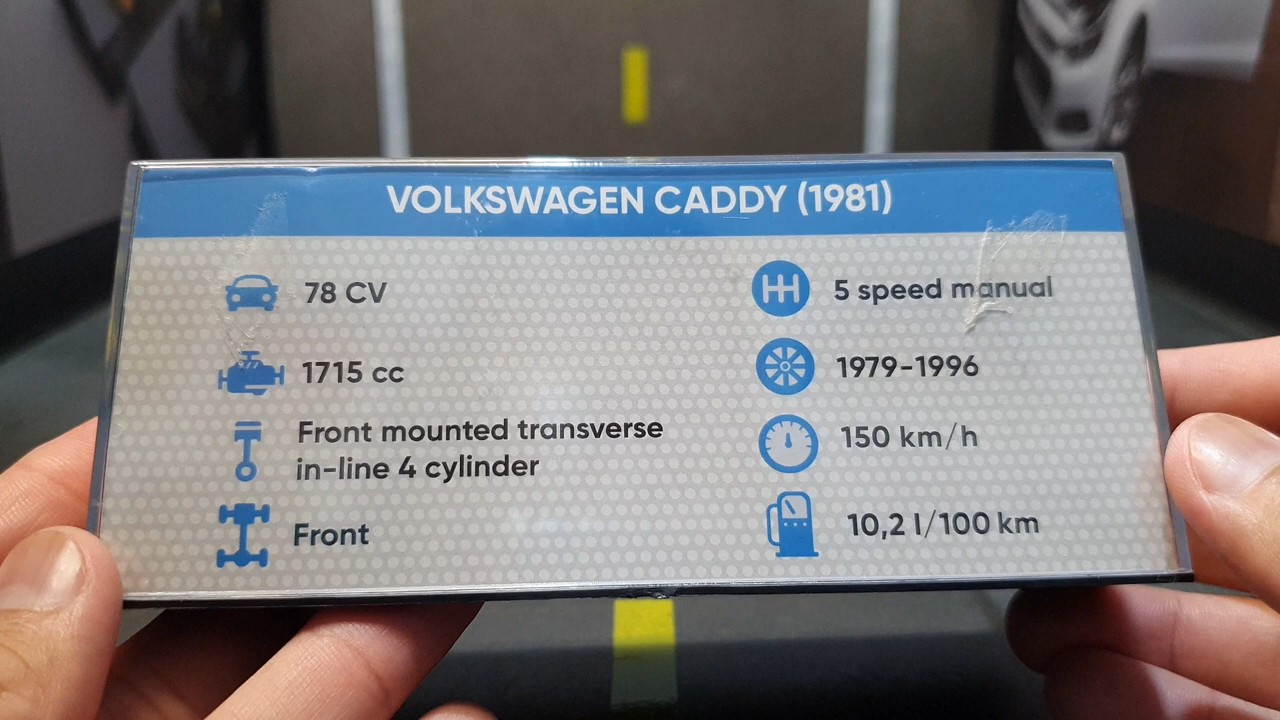 VOLKSWAGEN CADDY (1981)
78 CV
1715 cc
Front mounted transverse
in-line 4 cylinder
Front
5 speed manual
1979-1996
150 km/h
10,2 l/100 km